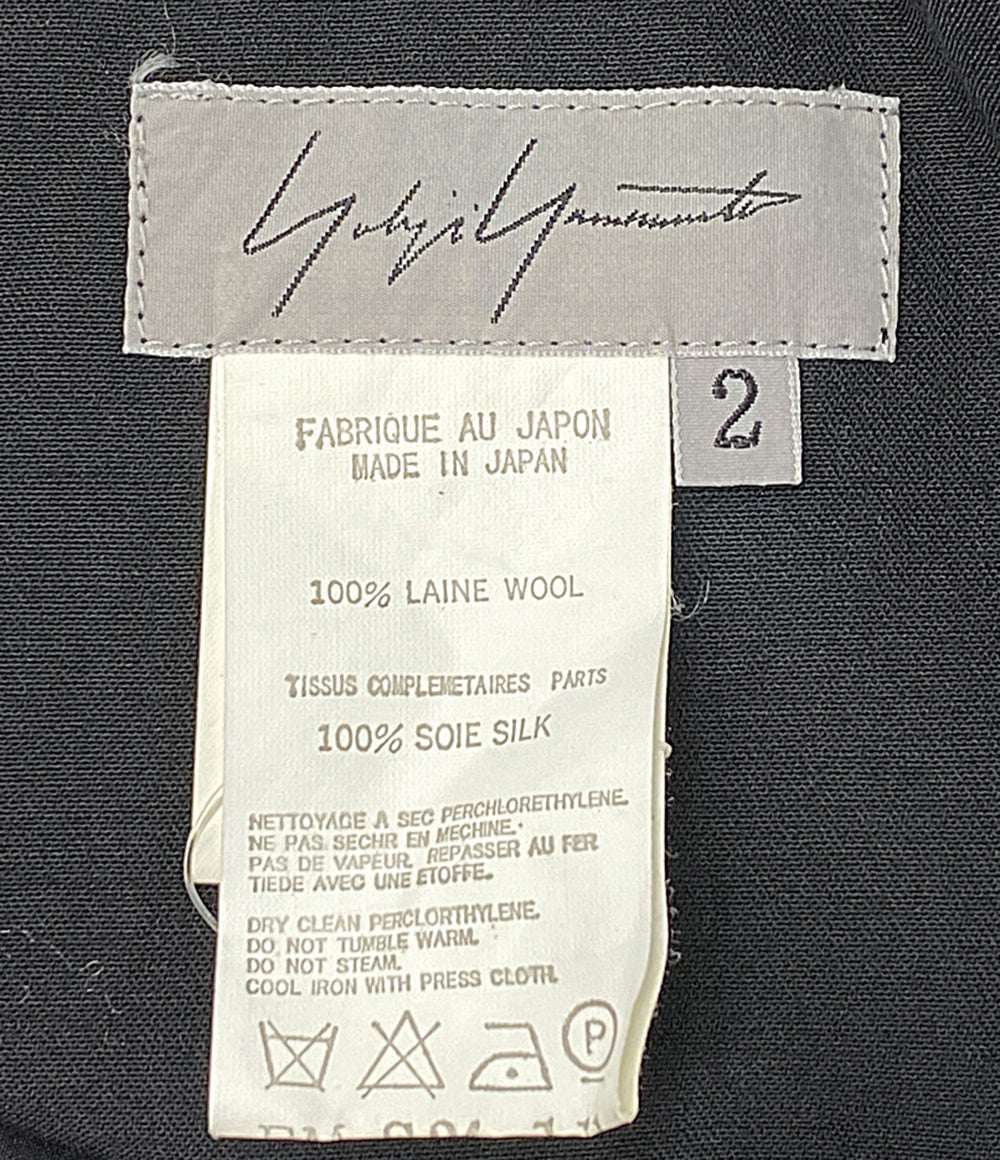 Yohji Yamamoto
2
FABRIQUE AU JAPON
MADE IN JAPAN
100% LAINE WOOL
TISSUS COMPLEMETAIRES PARTS
100% SOIE SILK
NETTOYAGE A SEC PERCHLORETHYLENE.
NE PAS SECHR EN MECHINE.
PAS DE VAPEUR. REPASSER AU FER
TIEDE AVEC UNE ETOFFE.
DRY CLEAN PERCLORTHYLENE.
DO NOT TUMBLE WARM.
DO NOT STEAM.
COOL IRON WITH PRESS CLOTH.
P